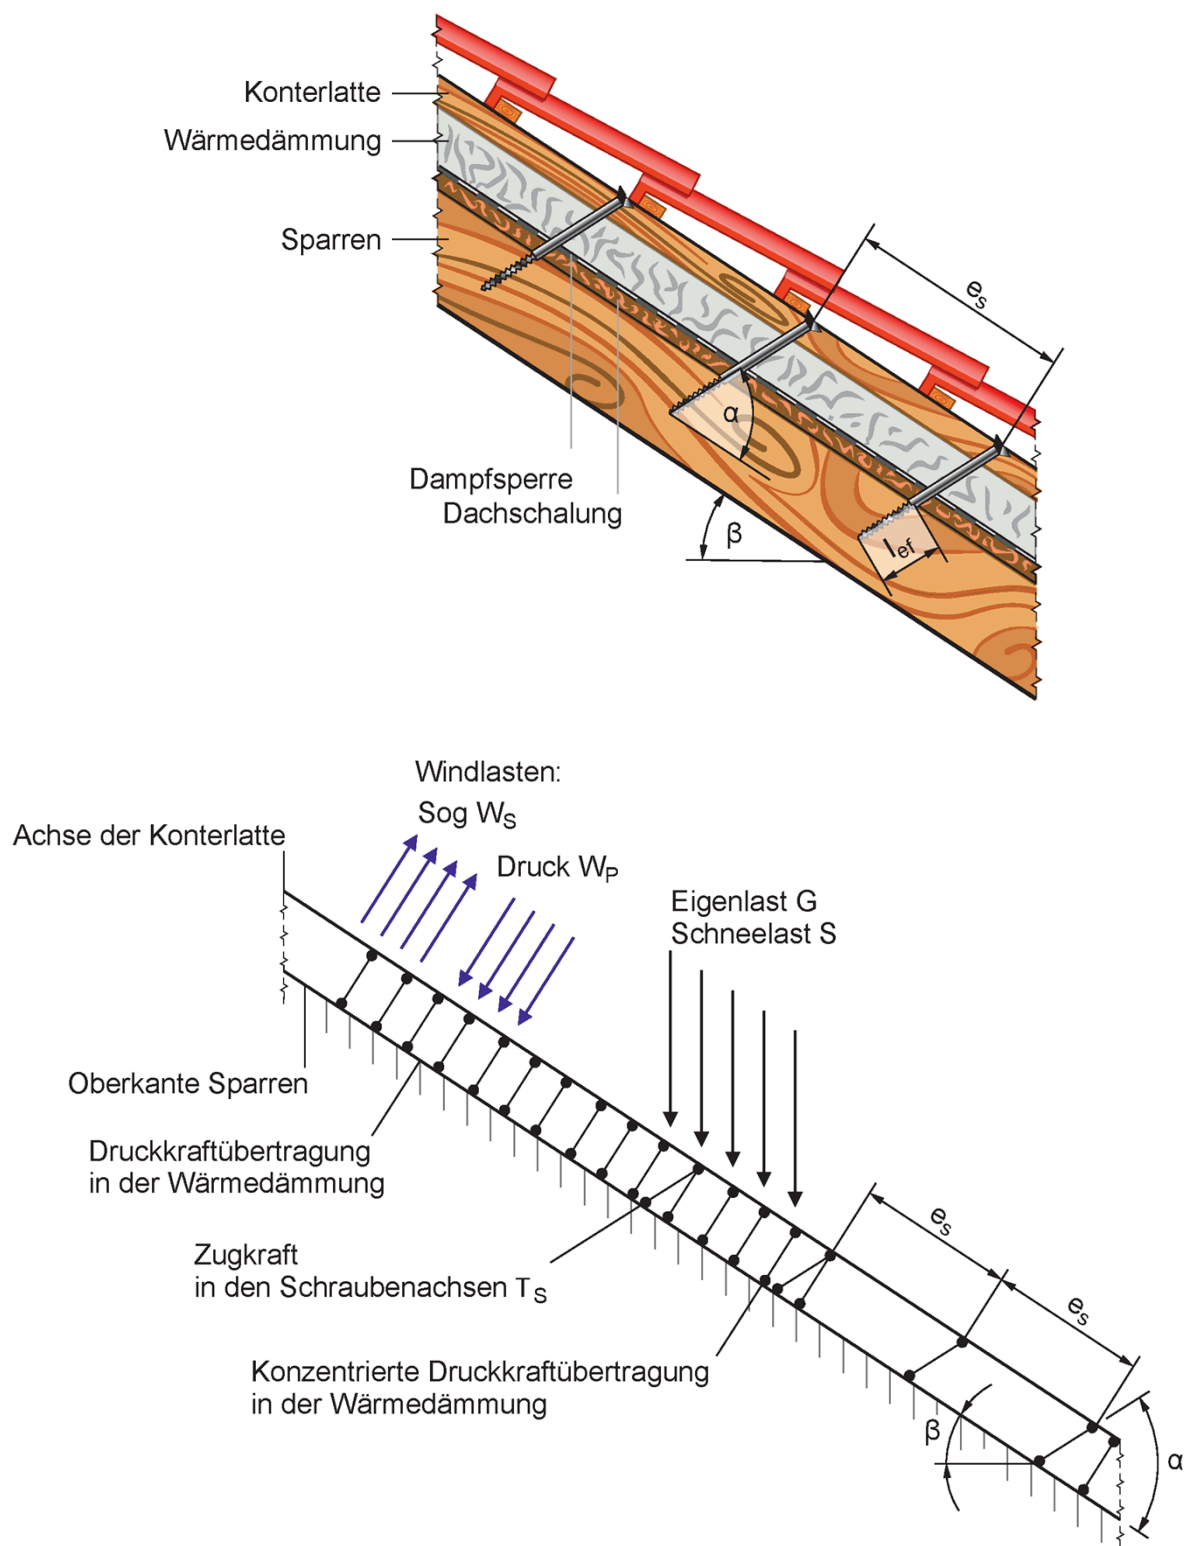 Konterlatte
Wärmedämmung
Sparren
e_s
α
Dampfsperre
Dachschalung
β
l_ef
Windlasten:
Sog W_S
Achse der Konterlatte
Druck W_P
Eigenlast G
Schneelast S
Oberkante Sparren
Druckkraftübertragung
in der Wärmedämmung
e_s
Zugkraft
in den Schraubenachsen T_S
e_s
Konzentrierte Druckkraftübertragung
in der Wärmedämmung
β
α